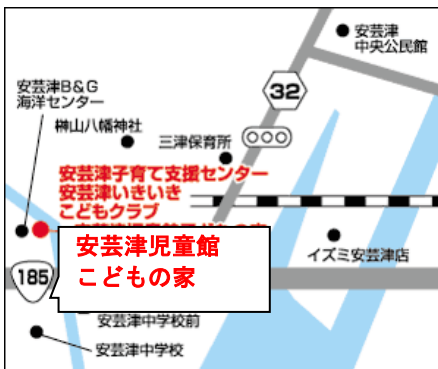 安芸津
中央公民館
32
安芸津B&G
海洋センター
榊山八幡神社
三津保育所
安芸津子育て支援センター
安芸津いきいき
こどもクラブ
安芸津児童館
こどもの家
イズミ安芸津店
185
安芸津中学校前
安芸津中学校